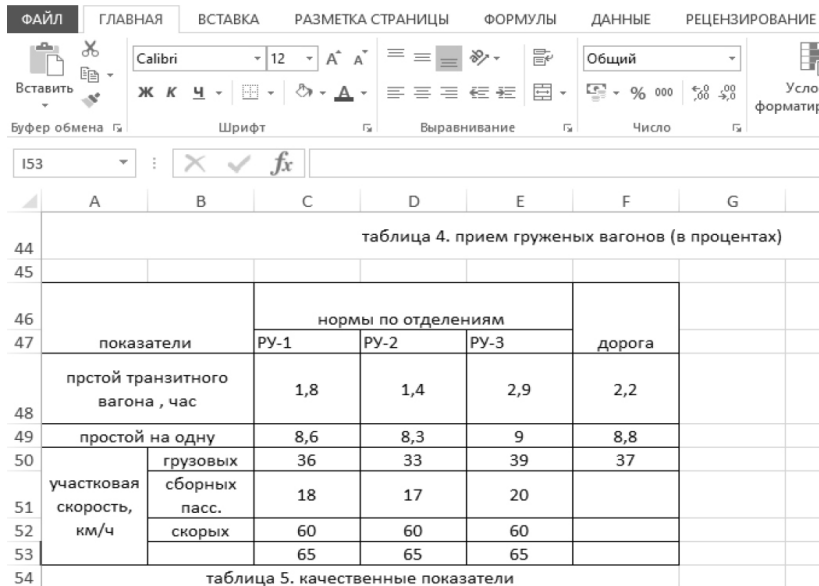 ФАЙЛ ГЛАВНАЯ ВСТАВКА РАЗМЕТКА СТРАНИЦЫ ФОРМУЛЫ ДАННЫЕ РЕЦЕНЗИРОВАНИЕ
Calibri 12 A A Общий
Вставить Ж К Ч A % 000 ,00 Усло
форматир
Буфер обмена Шрифт Выравнивание Число
I53 fx
A B C D E F G
44 таблица 4. прием груженых вагонов (в процентах)
45
46 нормы по отделениям
47 показатели РУ-1 РУ-2 РУ-3 дорога
прстой транзитного
вагона , час 1,8 1,4 2,9 2,2
48
49 простой на одну 8,6 8,3 9 8,8
50 грузовых 36 33 39 37
участковая сборных
51 скорость, пасс. 18 17 20
52 км/ч скорых 60 60 60
53 65 65 65
54 таблица 5. качественные показатели